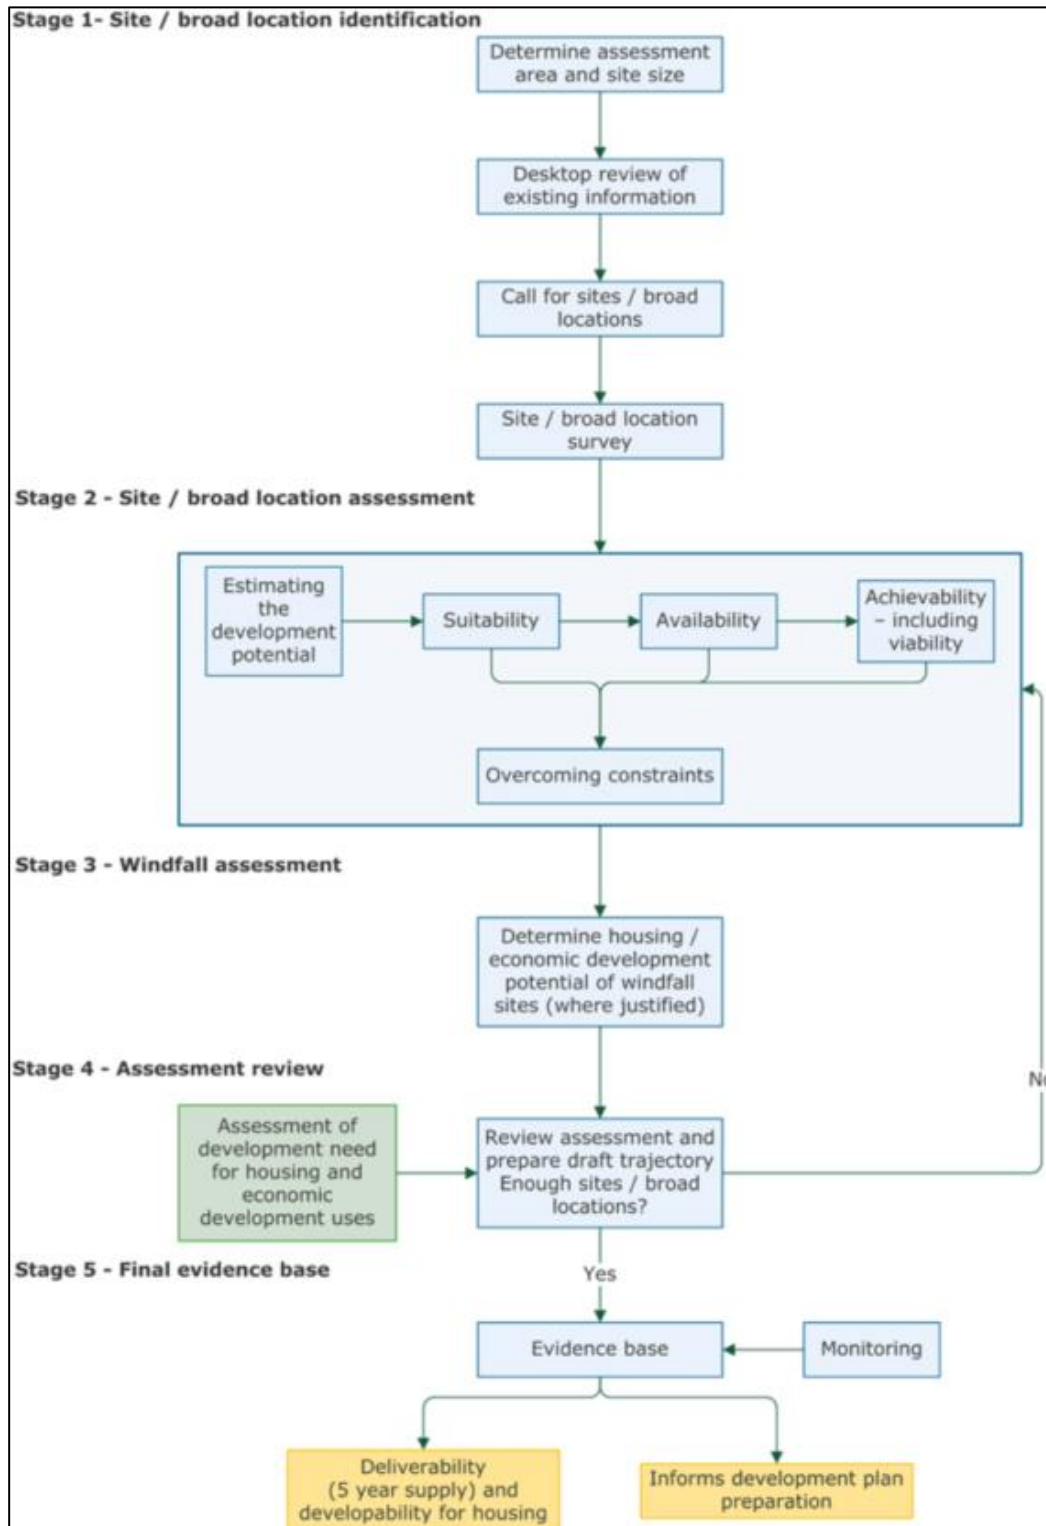 Stage 1- Site / broad location identification
Determine assessment
area and site size
Desktop review of
existing information
Call for sites / broad
locations
Site / broad location
survey
Stage 2 - Site / broad location assessment
Estimating
the
development
potential
Suitability
Availability
Achievability
– including
viability
Overcoming constraints
Stage 3 - Windfall assessment
Determine housing /
economic development
potential of windfall
sites (where justified)
Stage 4 - Assessment review
No
Assessment of
development need
for housing and
economic
development uses
Review assessment and
prepare draft trajectory
Enough sites / broad
locations?
Stage 5 - Final evidence base
Yes
Evidence base
Monitoring
Deliverability
(5 year supply) and
developability for housing
Informs development plan
preparation